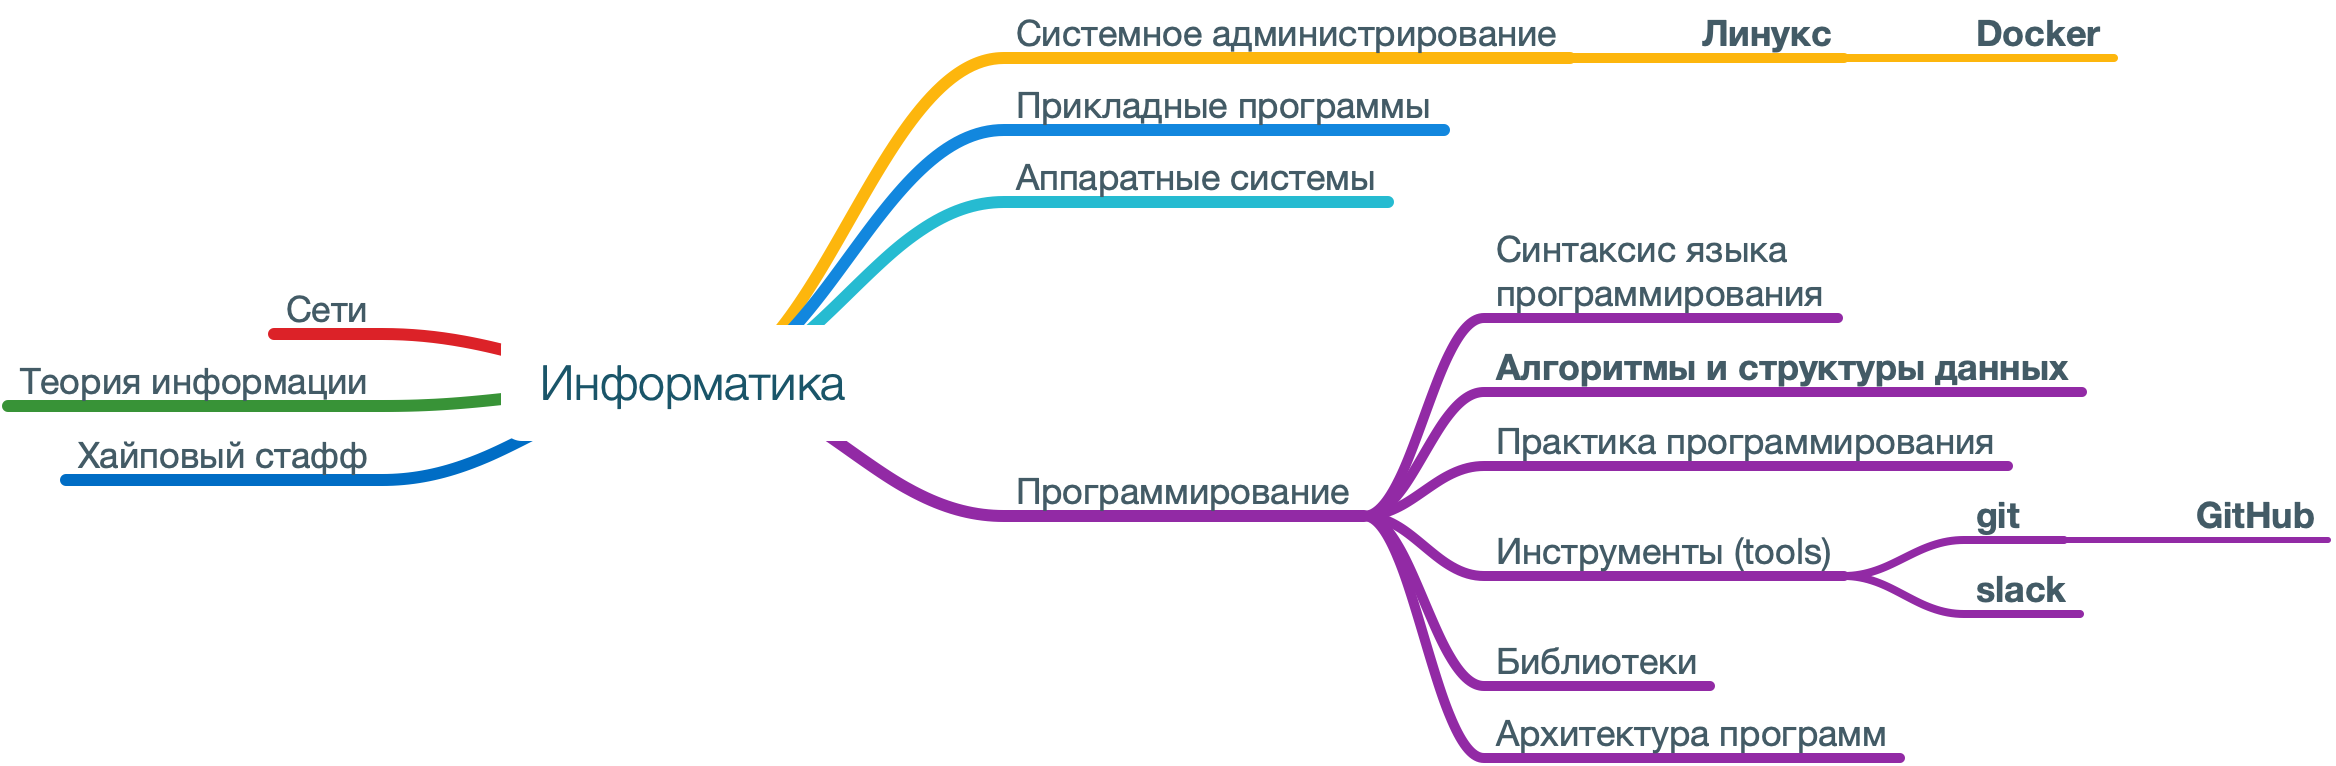 Системное администрирование
Линукс
Docker
Прикладные программы
Аппаратные системы
Синтаксис языка
программирования
Сети
Алгоритмы и структуры данных
Теория информации
Информатика
Практика программирования
Хайповый стафф
Программирование
git
GitHub
Инструменты (tools)
slack
Библиотеки
Архитектура программ